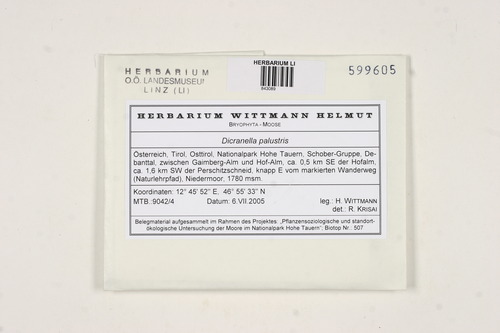 HERBARIUM
O.Ö. LANDESMUSEUM
LINZ (LI)
HERBARIUM LI
843089
599605
HERBARIUM WITTMANN HELMUT
BRYOPHYTA - MOOSE
Dicranella palustris
Österreich, Tirol, Osttirol, Nationalpark Hohe Tauern, Schober-Gruppe, De-
banttal, zwischen Gaimberg-Alm und Hof-Alm, ca. 0,5 km SE der Hofalm,
ca. 1,6 km SW der Perschitzscheid, knapp E vom markierten Wanderweg
(Naturlehrpfad), Niedermoor, 1780 msm.
Koordinaten: 12° 45' 52" E, 46° 55' 33" N
MTB.:9042/4 Datum: 6.VII.2005 leg.: H. WITTMANN
det.: R. KRISAI
Belegmaterial aufgesammelt im Rahmen des Projektes: „Pflanzensoziologische und standort-
ökologische Untersuchung der Moore im Nationalpark Hohe Tauern"; Biotop Nr.: 507